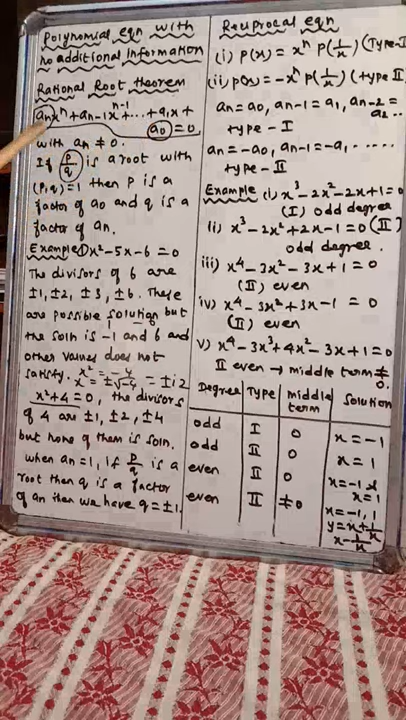 Polynomial eqn with
no additional Information
Rational Root theorem
anxⁿ + an-1xⁿ⁻¹ + ... + a1x +
a0 = 0
with an ≠ 0.
If p/q is a root with
(p,q)=1 then p is a
factor of a0 and q is a
factor of an.
Example ① x²-5x-6=0
The divisors of 6 are
±1, ±2, ±3, ±6. These
are possible solution but
the soln is -1 and 6 and
other values does not
satisfy. x² = -4
x = ±√-4 = ±i2
x²+4=0, the divisors
of 4 are ±1, ±2, ±4
but none of them is soln.
when an=1, if p/q is a
root then q is a factor
of an then we have q=±1.
Reciprocal eqn
(i) P(x) = xⁿ P(1/x) (Type-I
(ii) p(x) = -xⁿ P(1/x) (type II
an = a0, an-1 = a1, an-2 =
a2..
type - I
an = -a0, an-1 = -a1 .....
type - II
Example (i) x³-2x²-2x+1=0
(I) odd degree
(ii) x³-2x²+2x-1=0 (II)
odd degree.
iii) x⁴-3x³-3x+1=0
(II) even
iv) x⁴-3x³+3x-1=0
(II) even
v) x⁴-3x³+4x²-3x+1=0
II even → middle term ≠
0.
Degree Type middle term Solution
odd I 0 x=-1
odd II 0 x=1
even II 0 x=-1 & x=1
even II ≠0 x=-1,1
y=x+1/x
x-1/x